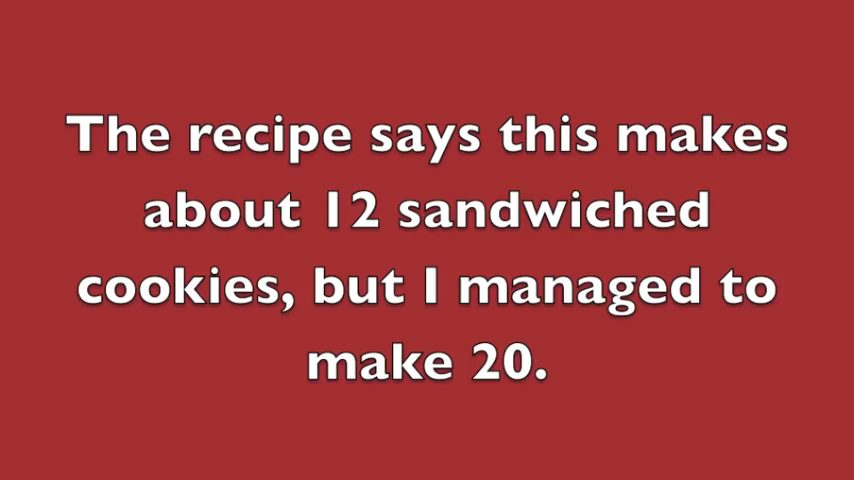 The recipe says this makes
about 12 sandwiched
cookies, but I managed to
make 20.